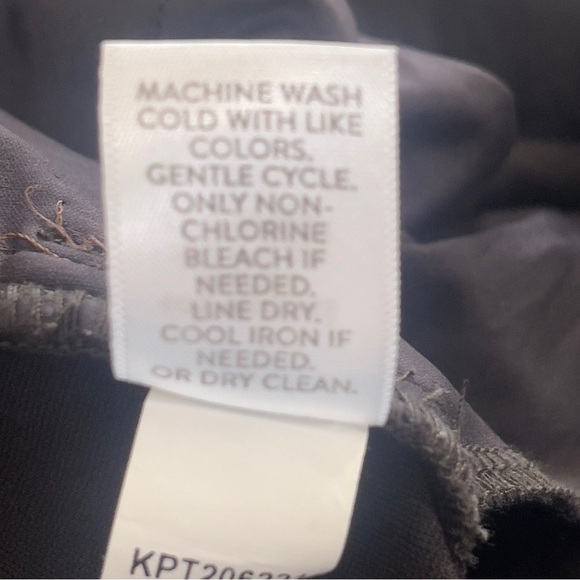 MACHINE WASH
COLD WITH LIKE
COLORS.
GENTLE CYCLE.
ONLY NON-
CHLORINE
BLEACH IF
NEEDED.
LINE DRY.
COOL IRON IF
NEEDED.
OR DRY CLEAN.